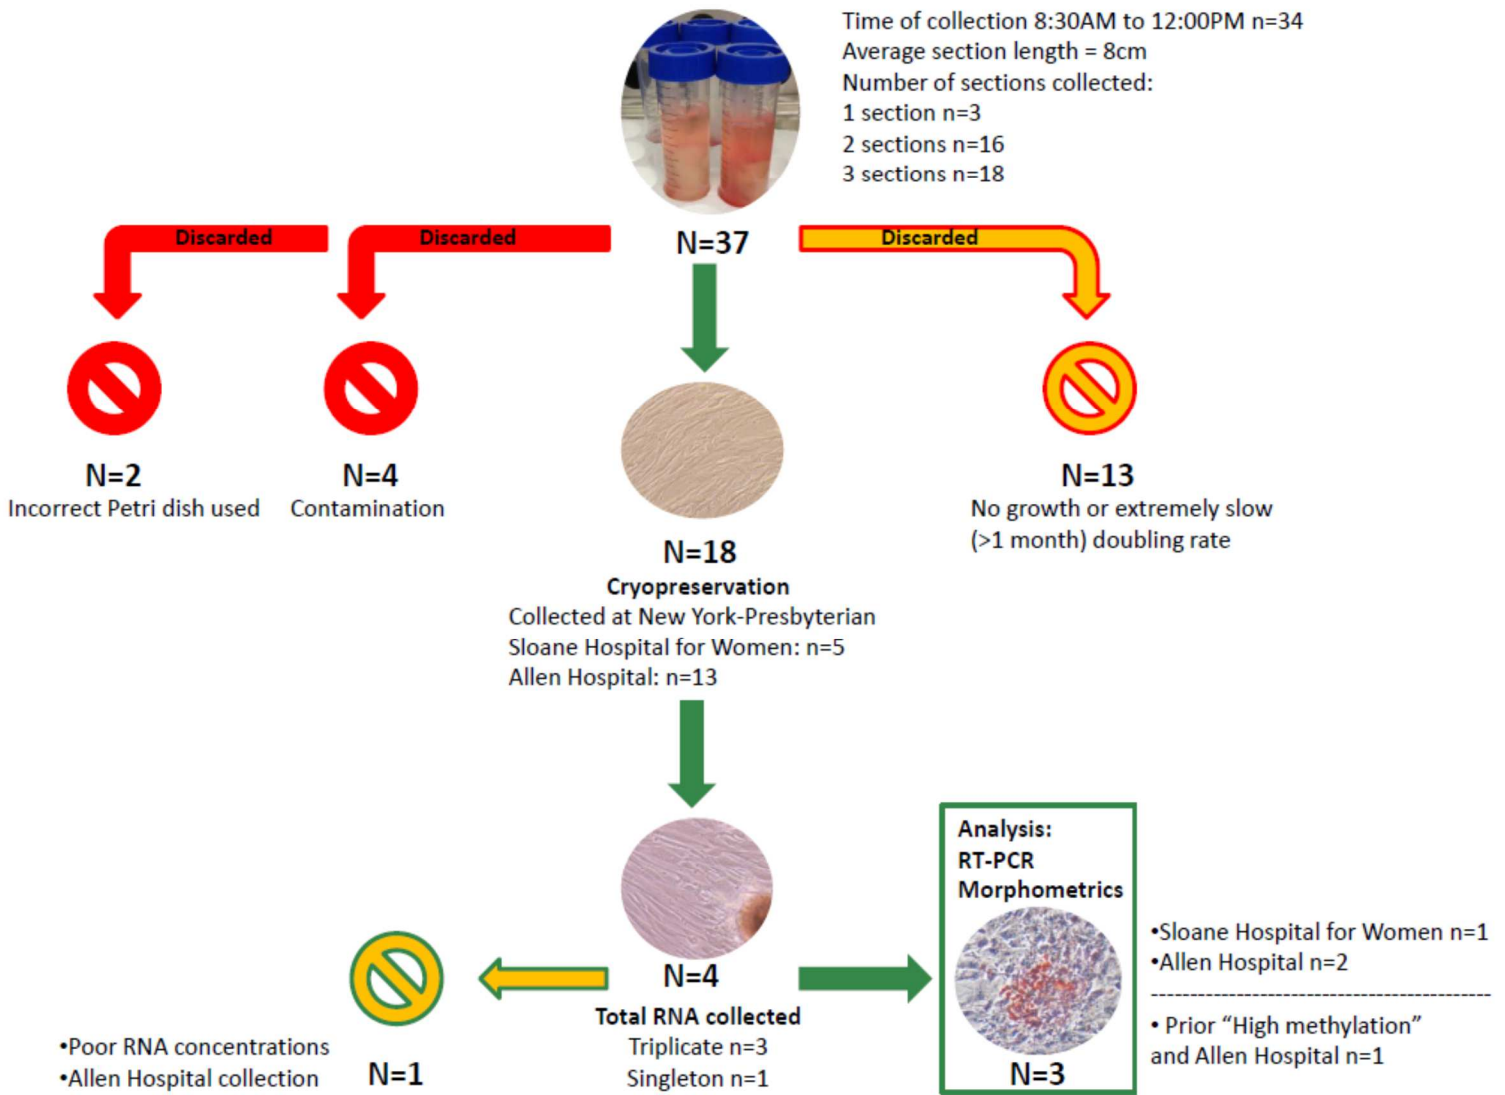 Time of collection 8:30AM to 12:00PM n=34
Average section length = 8cm
Number of sections collected:
1 section n=3
2 sections n=16
3 sections n=18
Discarded
Discarded
N=37
Discarded
N=2
Incorrect Petri dish used
N=4
Contamination
N=13
No growth or extremely slow
(>1 month) doubling rate
N=18
Cryopreservation
Collected at New York-Presbyterian
Sloane Hospital for Women: n=5
Allen Hospital: n=13
Analysis:
RT-PCR
Morphometrics
N=4
Total RNA collected
Triplicate n=3
Singleton n=1
•Poor RNA concentrations
•Allen Hospital collection
N=1
N=3
•Sloane Hospital for Women n=1
•Allen Hospital n=2
--------------------------------------------
• Prior “High methylation”
and Allen Hospital n=1